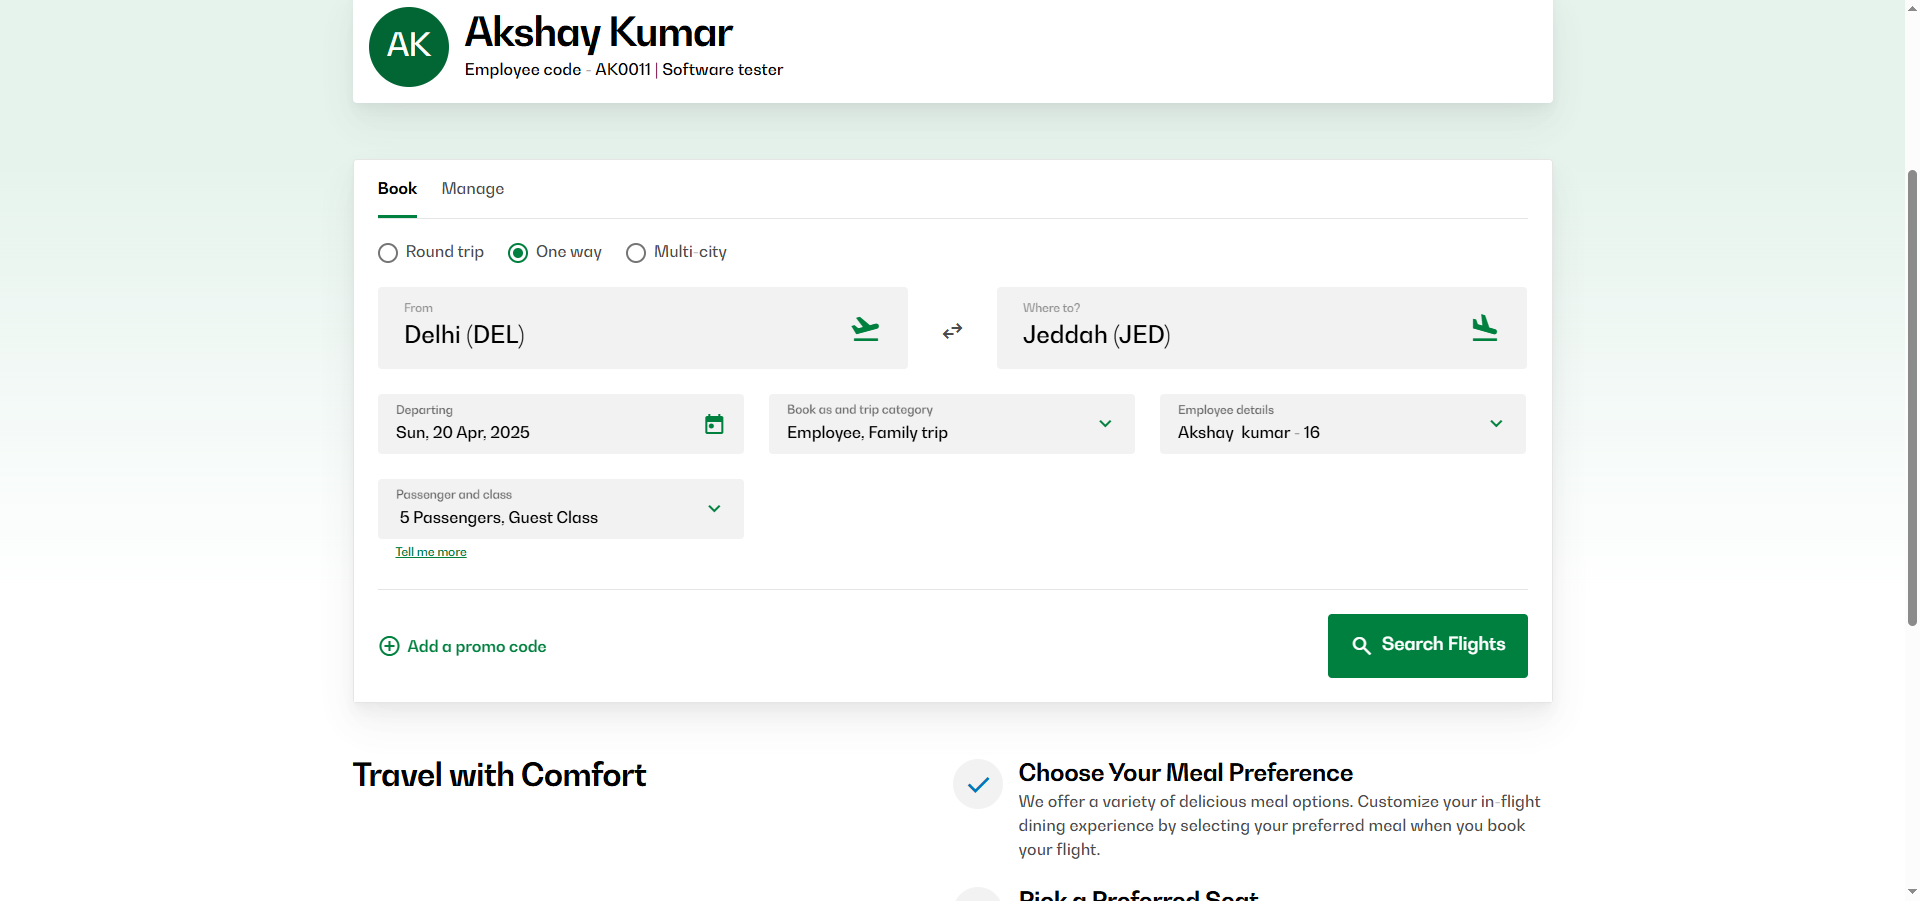 AK
Akshay Kumar
Employee code - AK0011 | Software tester
Book
Manage
Round trip
One way
Multi-city
From
Delhi (DEL)
Where to?
Jeddah (JED)
Departing
Sun, 20 Apr, 2025
Book as and trip category
Employee, Family trip
Employee details
Akshay kumar - 16
Passenger and class
5 Passengers, Guest Class
Tell me more
Add a promo code
Search Flights
Travel with Comfort
Choose Your Meal Preference
We offer a variety of delicious meal options. Customize your in-flight
dining experience by selecting your preferred meal when you book
your flight.
Pick a Preferred Seat